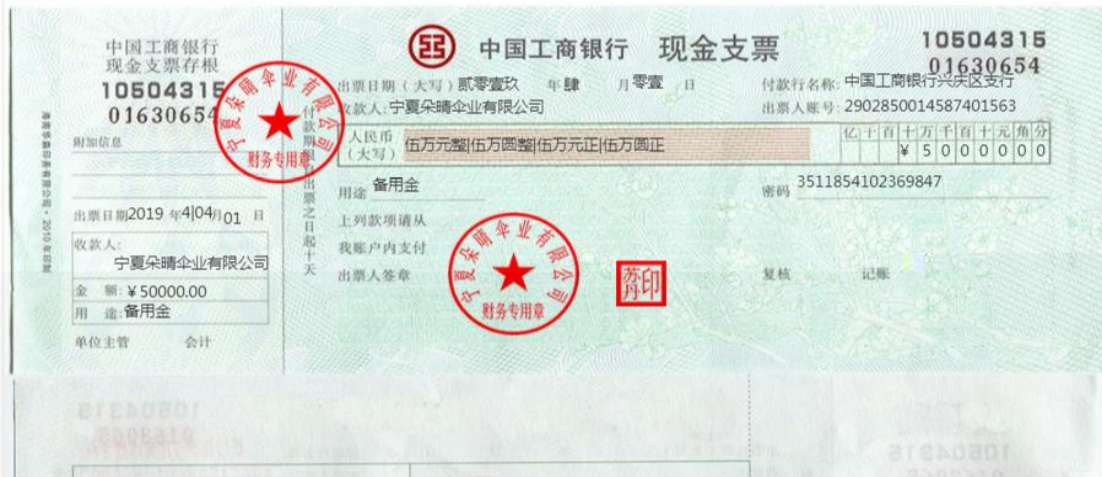 中国工商银行
现金支票存根
10504315
01630654
附加信息
出票日期2019 年4|04月01 日
收款人:
宁夏朵晴伞业有限公司
金 额:￥50000.00
用 途:备用金
单位主管 会计
宁夏朵晴伞业有限公司
财务专用章
付款期限自出票之日起十天
中国工商银行 现金支票
10504315
01630654
出票日期(大写)贰零壹玖 年肆 月零壹 日
付款行名称:中国工商银行兴庆区支行
收款人:宁夏朵晴伞业有限公司
出票人账号:2902850014587401563
人民币
(大写)
伍万元整|伍万圆整|伍万元正|伍万圆正
亿千百十万千百十元角分
￥5000000
用途 备用金
密码 3511854102369847
上列款项请从
我账户内支付
出票人签章
宁夏朵晴伞业有限公司
财务专用章
苏丹印
复核 记账